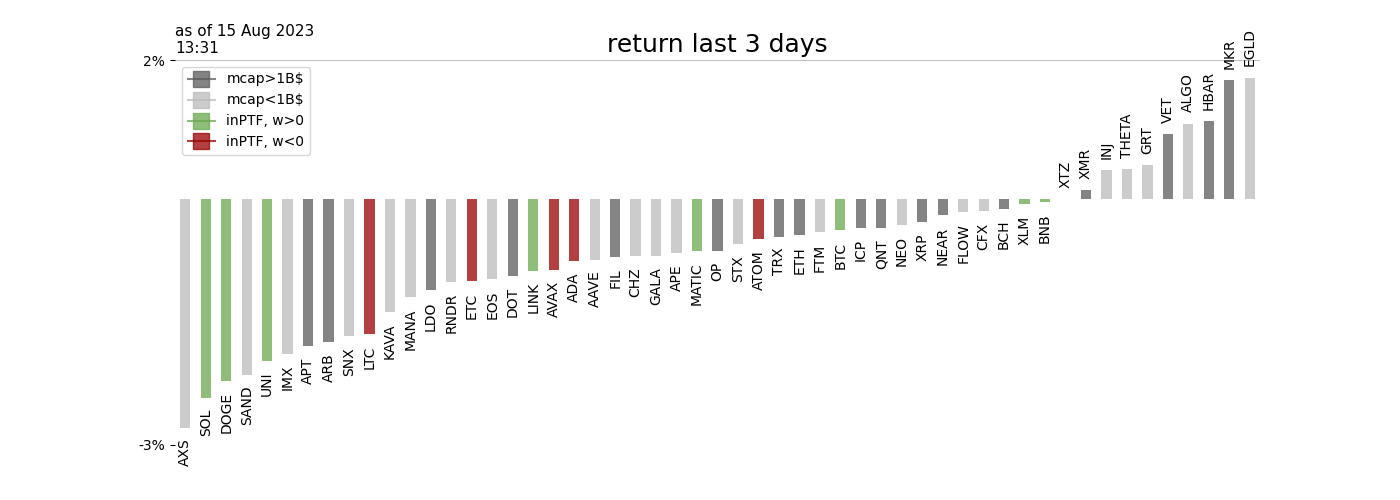 as of 15 Aug 2023
13:31
return last 3 days
2%
mcap>1B$
mcap<1B$
inPTF, w>0
inPTF, w<0
-3%
AXS
SOL
DOGE
SAND
UNI
IMX
APT
ARB
SNX
LTC
KAVA
MANA
LDO
RNDR
ETC
EOS
DOT
LINK
AVAX
ADA
AAVE
FIL
CHZ
GALA
APE
MATIC
OP
STX
ATOM
TRX
ETH
FTM
BTC
ICP
QNT
NEO
XRP
NEAR
FLOW
CFX
BCH
XLM
BNB
XTZ
XMR
INJ
THETA
GRT
VET
ALGO
HBAR
MKR
EGLD